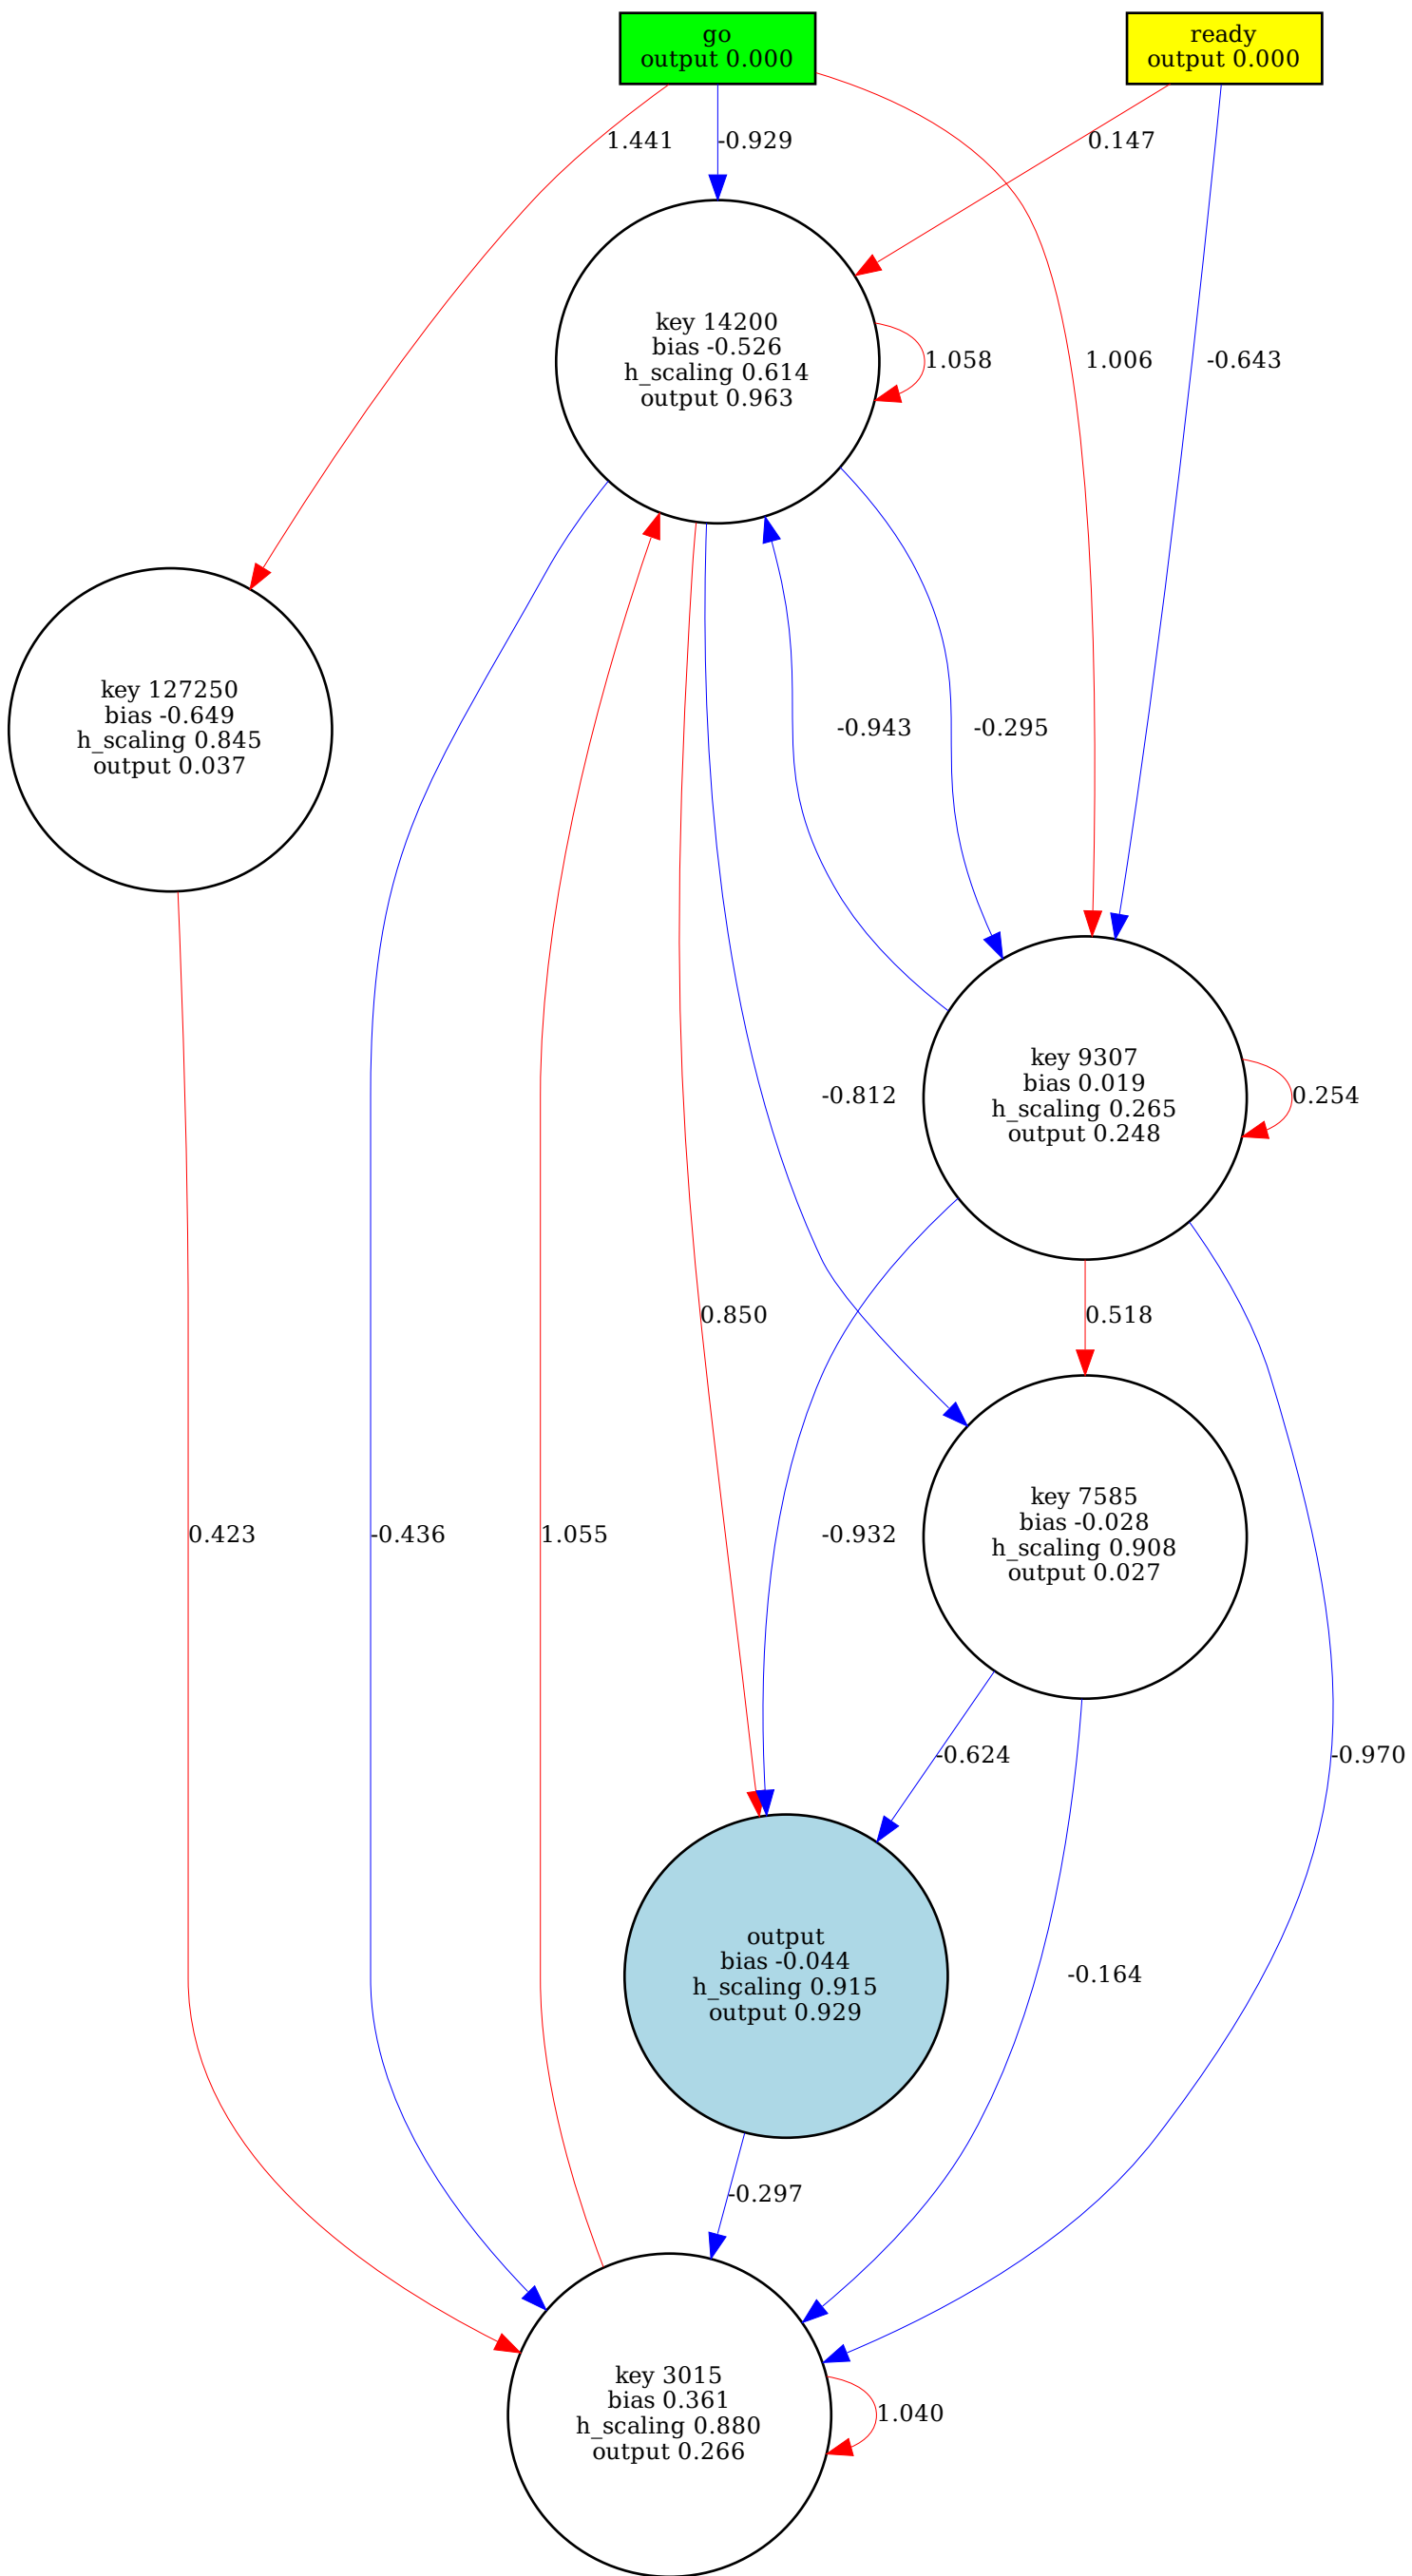 go
output 0.000
ready
output 0.000
1.441
-0.929
0.147
key 14200
bias -0.526
h_scaling 0.614
output 0.963
1.058
1.006
-0.643
key 127250
bias -0.649
h_scaling 0.845
output 0.037
-0.943
-0.295
key 9307
bias 0.019
h_scaling 0.265
output 0.248
-0.812
0.254
0.850
0.518
key 7585
bias -0.028
h_scaling 0.908
output 0.027
0.423
-0.436
1.055
-0.932
-0.624
-0.970
output
bias -0.044
h_scaling 0.915
output 0.929
-0.164
-0.297
key 3015
bias 0.361
h_scaling 0.880
output 0.266
1.040